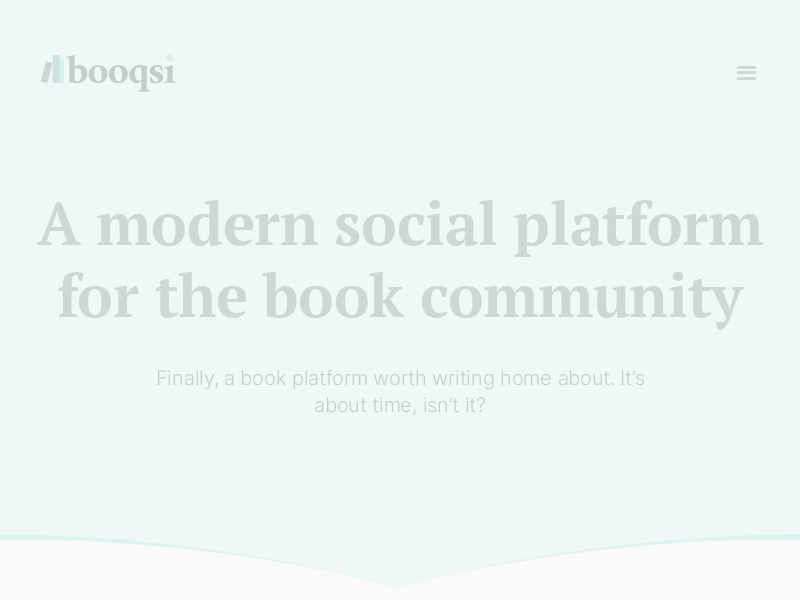 booqsi
A modern social platform
for the book community
Finally, a book platform worth writing home about. It’s
about time, isn’t it?